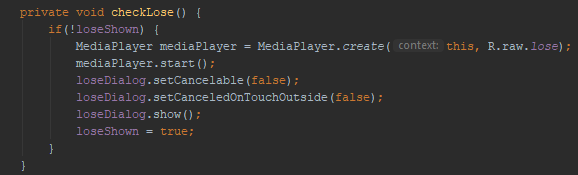 private void checkLose() {
if(!loseShown) {
MediaPlayer mediaPlayer = MediaPlayer.create( context: this, R.raw.lose);
mediaPlayer.start();
loseDialog.setCancelable(false);
loseDialog.setCanceledOnTouchOutside(false);
loseDialog.show();
loseShown = true;
}
}